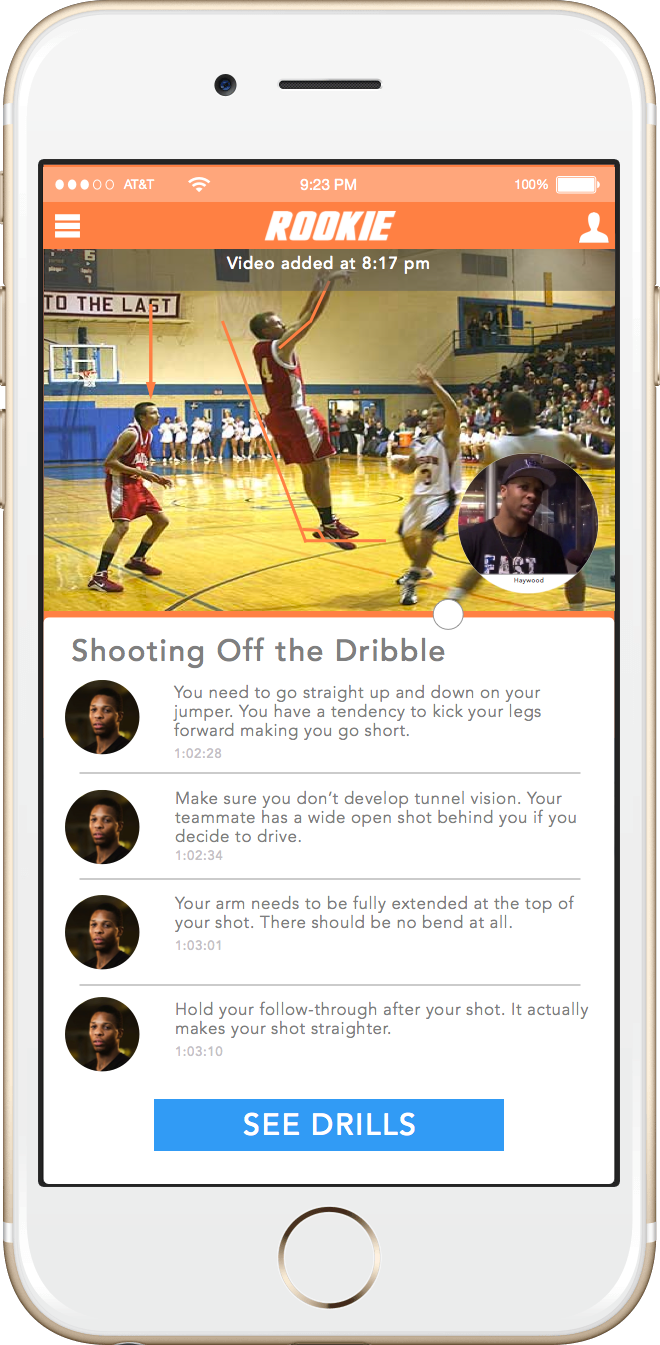 AT&T 9:23 PM 100%
ROOKIE
Video added at 8:17 pm
TO THE LAST
4
3
EAST
Haywood
Shooting Off the Dribble
You need to go straight up and down on your
jumper. You have a tendency to kick your legs
forward making you go short.
1:02:28
Make sure you don’t develop tunnel vision. Your
teammate has a wide open shot behind you if you
decide to drive.
1:02:34
Your arm needs to be fully extended at the top of
your shot. There should be no bend at all.
1:03:01
Hold your follow-through after your shot. It actually
makes your shot straighter.
1:03:10
SEE DRILLS